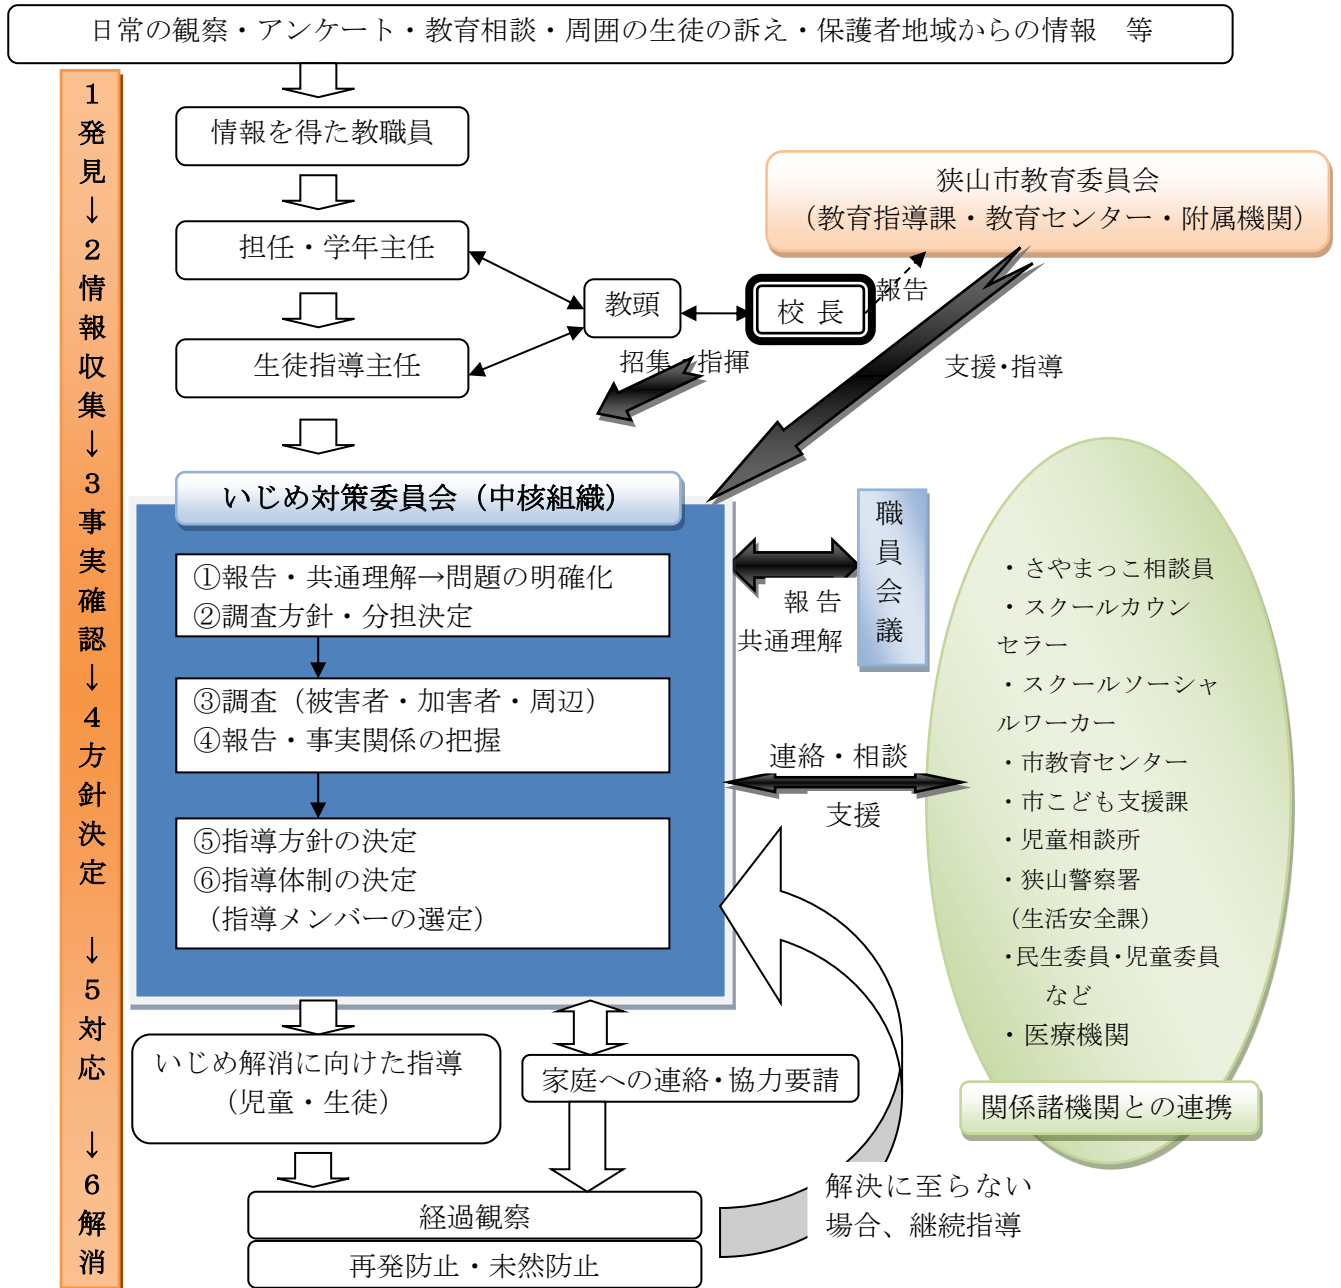 日常の観察・アンケート・教育相談・周囲の生徒の訴え・保護者地域からの情報　等
1発見↓2情報収集↓3事実確認↓4方針決定　↓5対応　↓6解消
情報を得た教職員
担任・学年主任
生徒指導主任
教頭
校 長
報告
狭山市教育委員会
（教育指導課・教育センター・附属機関）
招集・指揮
支援・指導
いじめ対策委員会（中核組織）
①報告・共通理解→問題の明確化
②調査方針・分担決定
③調査（被害者・加害者・周辺）
④報告・事実関係の把握
⑤指導方針の決定
⑥指導体制の決定
（指導メンバーの選定）
職員会議
報 告
共通理解
連絡・相談
支援
・さやまっこ相談員
・スクールカウン
セラー
・スクールソーシャ
ルワーカー
・市教育センター
・市こども支援課
・児童相談所
・狭山警察署
（生活安全課）
・民生委員・児童委員
など
・医療機関
関係諸機関との連携
いじめ解消に向けた指導
（児童・生徒）
家庭への連絡・協力要請
経過観察
再発防止・未然防止
解決に至らない
場合、継続指導